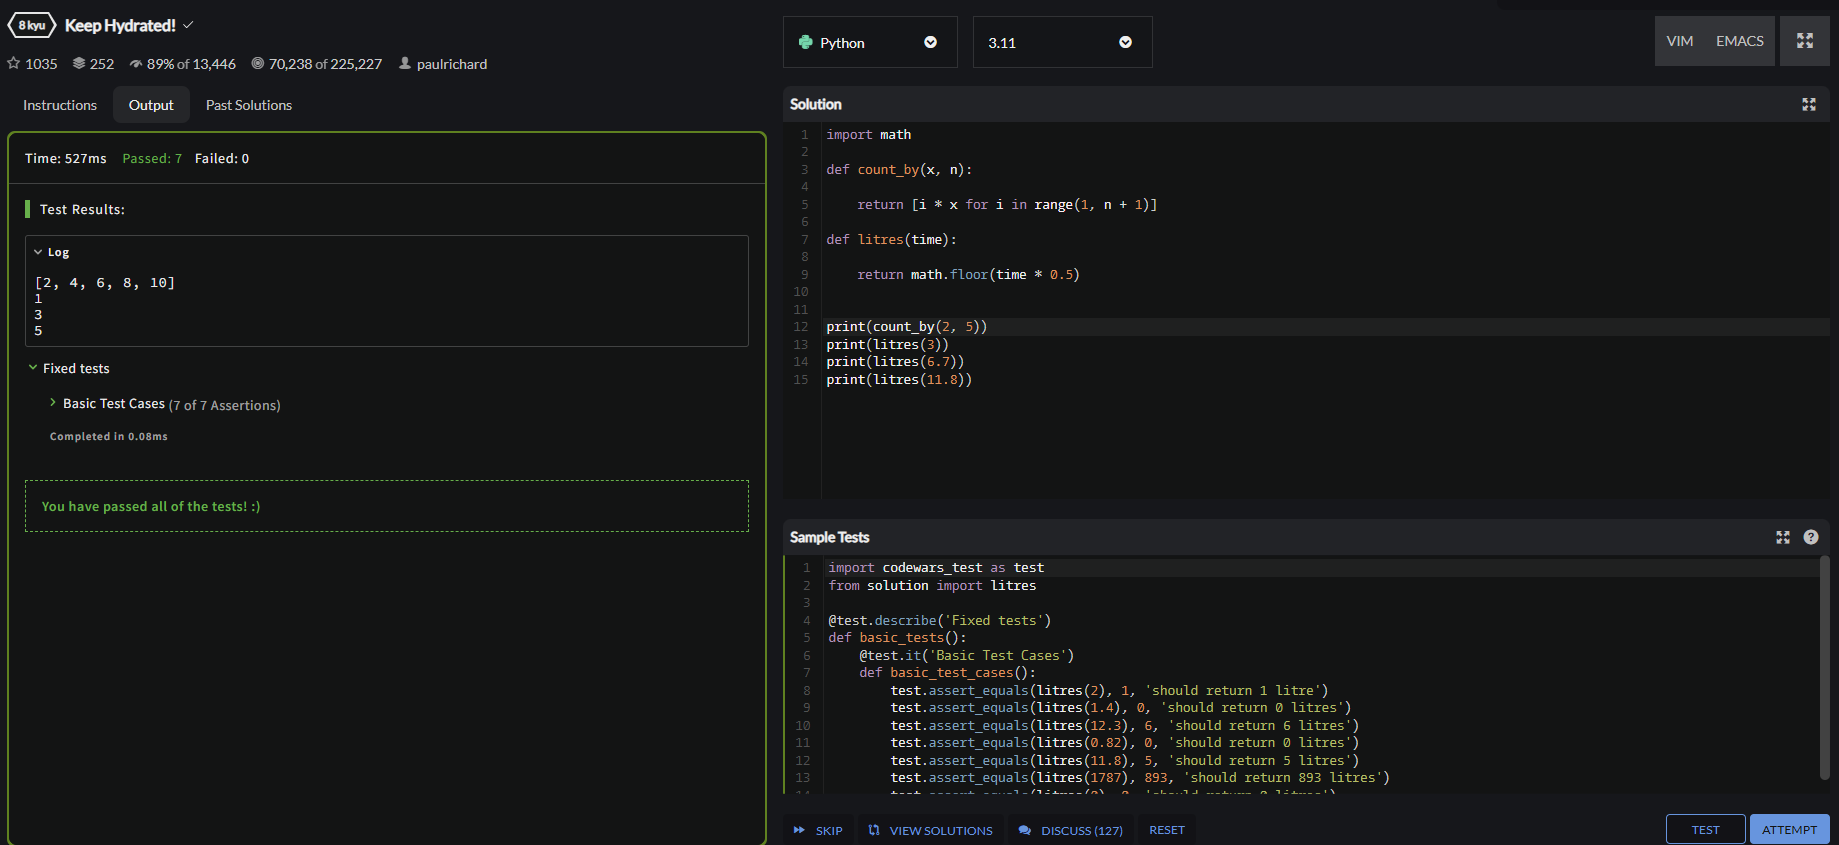 8 kyu Keep Hydrated!
1035 252 89% of 13,446 70,238 of 225,227 paulrichard
Instructions Output Past Solutions
Time: 527ms Passed: 7 Failed: 0
Test Results:
Log
[2, 4, 6, 8, 10]
1
3
5
Fixed tests
Basic Test Cases (7 of 7 Assertions)
Completed in 0.08ms
You have passed all of the tests! :)
Python 3.11 VIM EMACS
Solution
1 import math
2
3 def count_by(x, n):
4
5 return [i * x for i in range(1, n + 1)]
6
7 def litres(time):
8
9 return math.floor(time * 0.5)
10
11
12 print(count_by(2, 5))
13 print(litres(3))
14 print(litres(6.7))
15 print(litres(11.8))
Sample Tests
?
1 import codewars_test as test
2 from solution import litres
3
4 @test.describe('Fixed tests')
5 def basic_tests():
6 @test.it('Basic Test Cases')
7 def basic_test_cases():
8 test.assert_equals(litres(2), 1, 'should return 1 litre')
9 test.assert_equals(litres(1.4), 0, 'should return 0 litres')
10 test.assert_equals(litres(12.3), 6, 'should return 6 litres')
11 test.assert_equals(litres(0.82), 0, 'should return 0 litres')
12 test.assert_equals(litres(11.8), 5, 'should return 5 litres')
13 test.assert_equals(litres(1787), 893, 'should return 893 litres')
SKIP VIEW SOLUTIONS DISCUSS (127) RESET TEST ATTEMPT